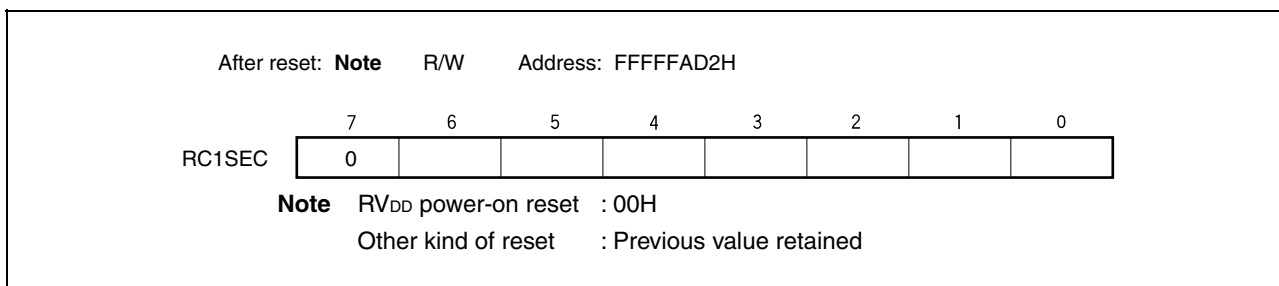 After reset: Note R/W Address: FFFFFAD2H
7 6 5 4 3 2 1 0
RC1SEC 0
Note RVDD power-on reset : 00H
Other kind of reset : Previous value retained